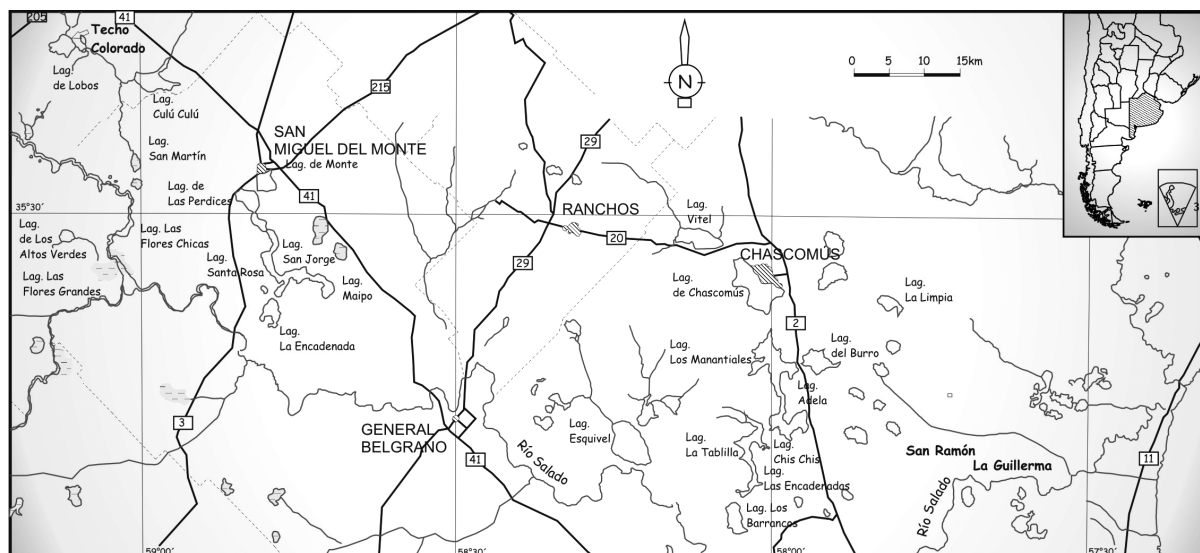 205
41
Techo
Colorado
Lag.
de Lobos
Lag.
Culú Culú
215
0
5
10
15km
N
SAN
MIGUEL DEL MONTE
Lag. de Monte
Lag.
San Martín
Lag. de
Las Perdices
41
29
35°30'
RANCHOS
Lag.
Vitel
20
CHASCOMÚS
3
Lag.
de Los
Altos Verdes
Lag. Las
Flores Chicas
Lag.
San Jorge
Lag.
Santa Rosa
Lag. Las
Flores Grandes
Lag.
Maipo
29
Lag.
de Chascomús
Lag.
La Limpia
2
Lag.
La Encadenada
Lag.
Los Manantiales
Lag.
del Burro
Lag.
Adela
3
GENERAL
BELGRANO
41
Río Salado
Lag.
Esquivel
Lag.
La Tablilla
Lag.
Chis Chis
Lag.
Las Encadenadas
Lag. Los
Barrancos
San Ramón
La Guillerma
Río Salado
11
59°00'
58°30'
58°00'
57°30'